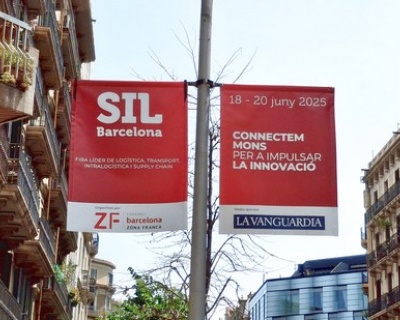 SIL
Barcelona
FIRA LÍDER DE LOGÍSTICA, TRANSPORT,
INTRALOGÍSTICA I SUPPLY CHAIN
ZF
barcelona
ZONA FRANCA
18 - 20 juny 2025
CONNECTEM
MONS
PER A IMPULSAR
LA INNOVACIÓ
LA VANGUARDIA